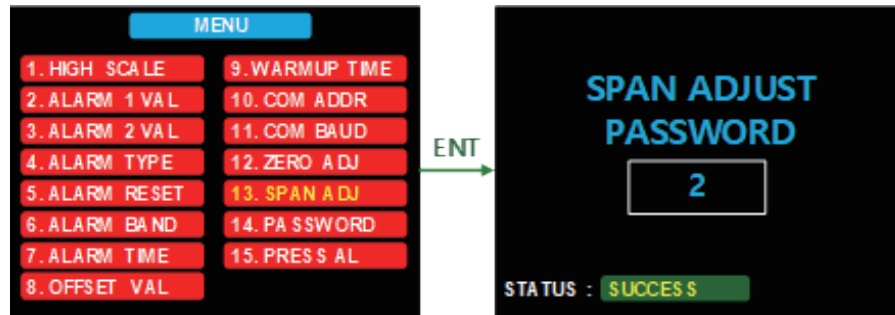 MENU
1. HIGH SCALE
2. ALARM 1 VAL
3. ALARM 2 VAL
4. ALARM TYPE
5. ALARM RESET
6. ALARM BAND
7. ALARM TIME
8. OFFSET VAL
9. WARMUP TIME
10. COM ADDR
11. COM BAUD
12. ZERO ADJ
13. SPAN ADJ
14. PASSWORD
15. PRESS AL
ENT
SPAN ADJUST
PASSWORD
2
STATUS : SUCCESS